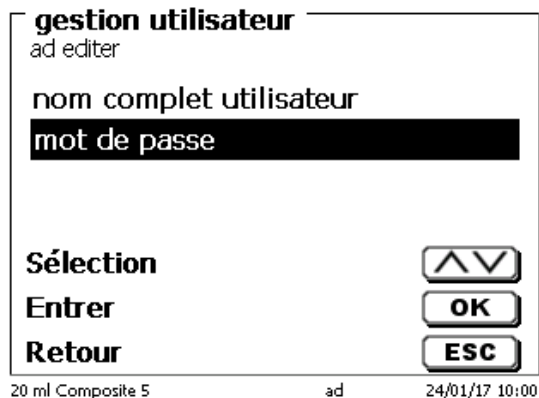 gestion utilisateur
ad editer
nom complet utilisateur
mot de passe
Sélection
Entrer OK
Retour ESC
20 ml Composite 5 ad 24/01/17 10:00